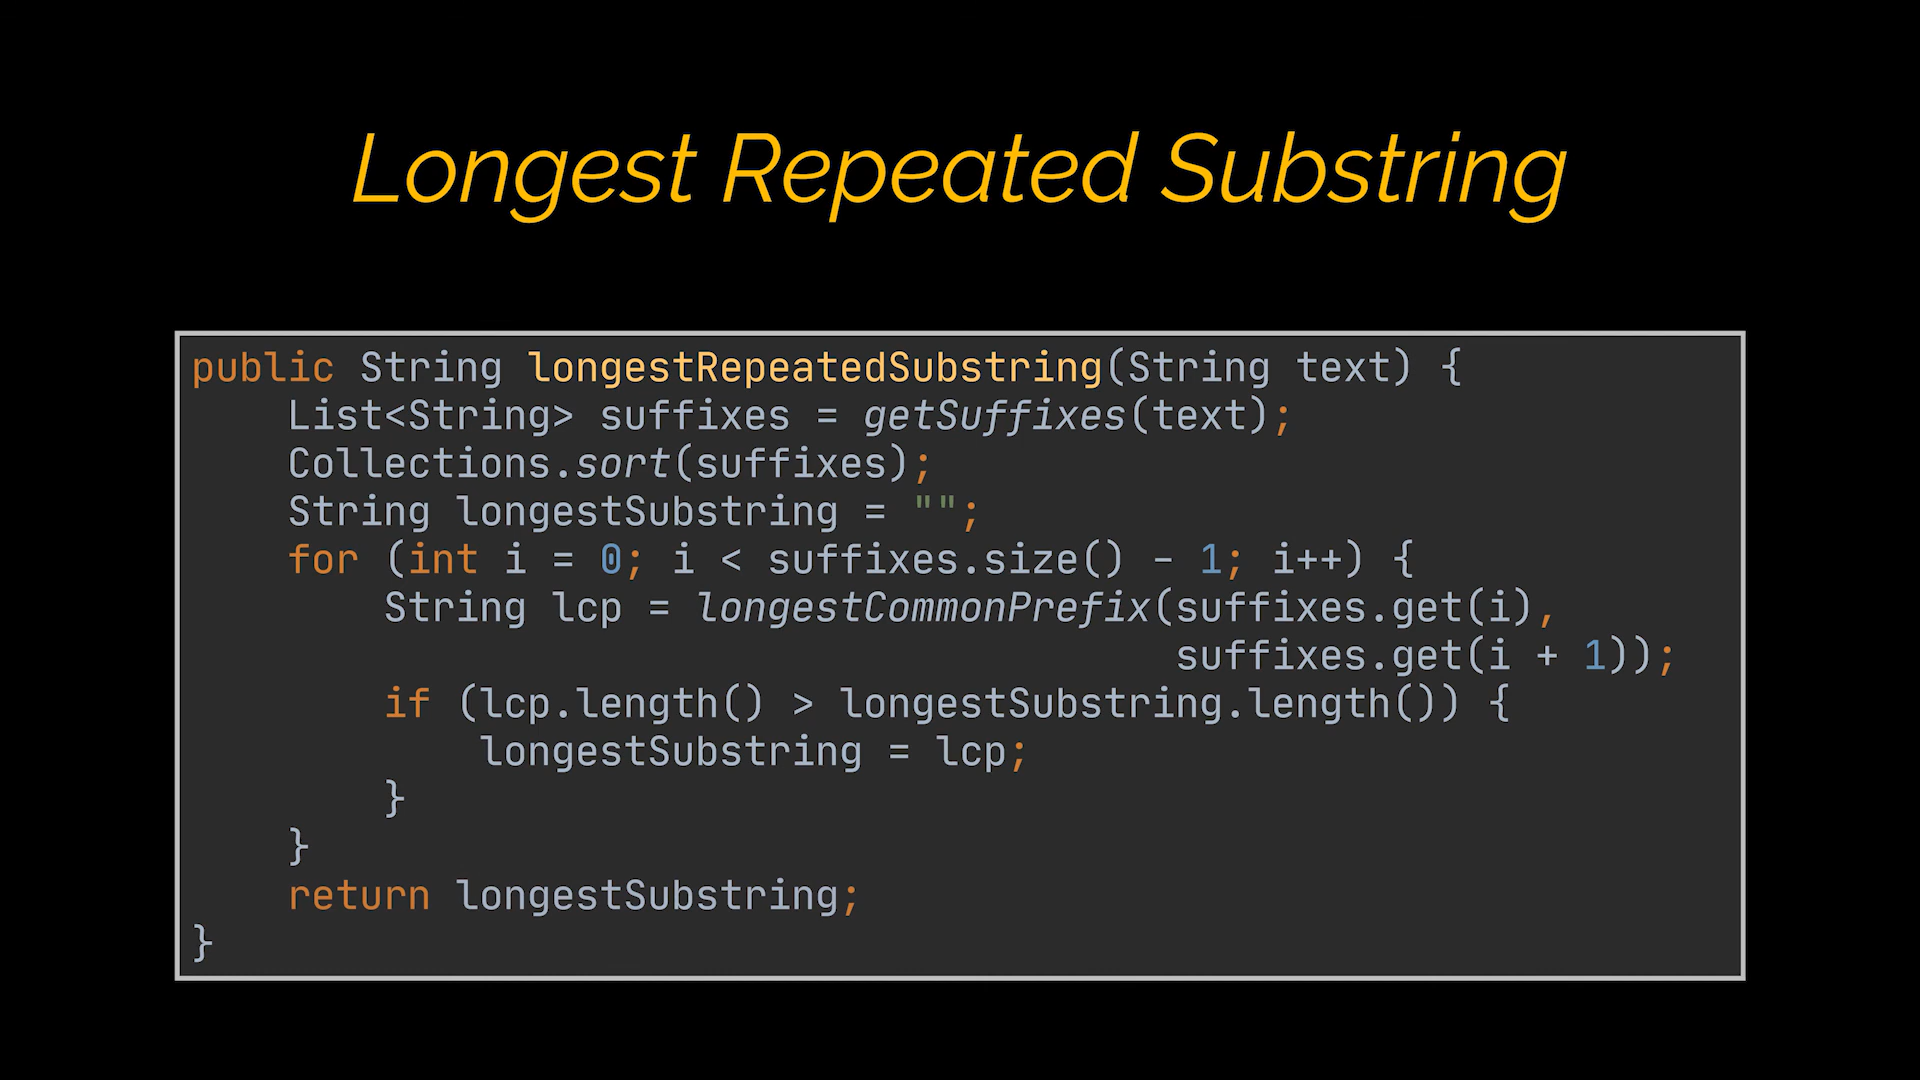 Longest Repeated Substring
public String longestRepeatedSubstring(String text) {
    List<String> suffixes = getSuffixes(text);
    Collections.sort(suffixes);
    String longestSubstring = "";
    for (int i = 0; i < suffixes.size() - 1; i++) {
        String lcp = longestCommonPrefix(suffixes.get(i),
                                         suffixes.get(i + 1));
        if (lcp.length() > longestSubstring.length()) {
            longestSubstring = lcp;
        }
    }
    return longestSubstring;
}